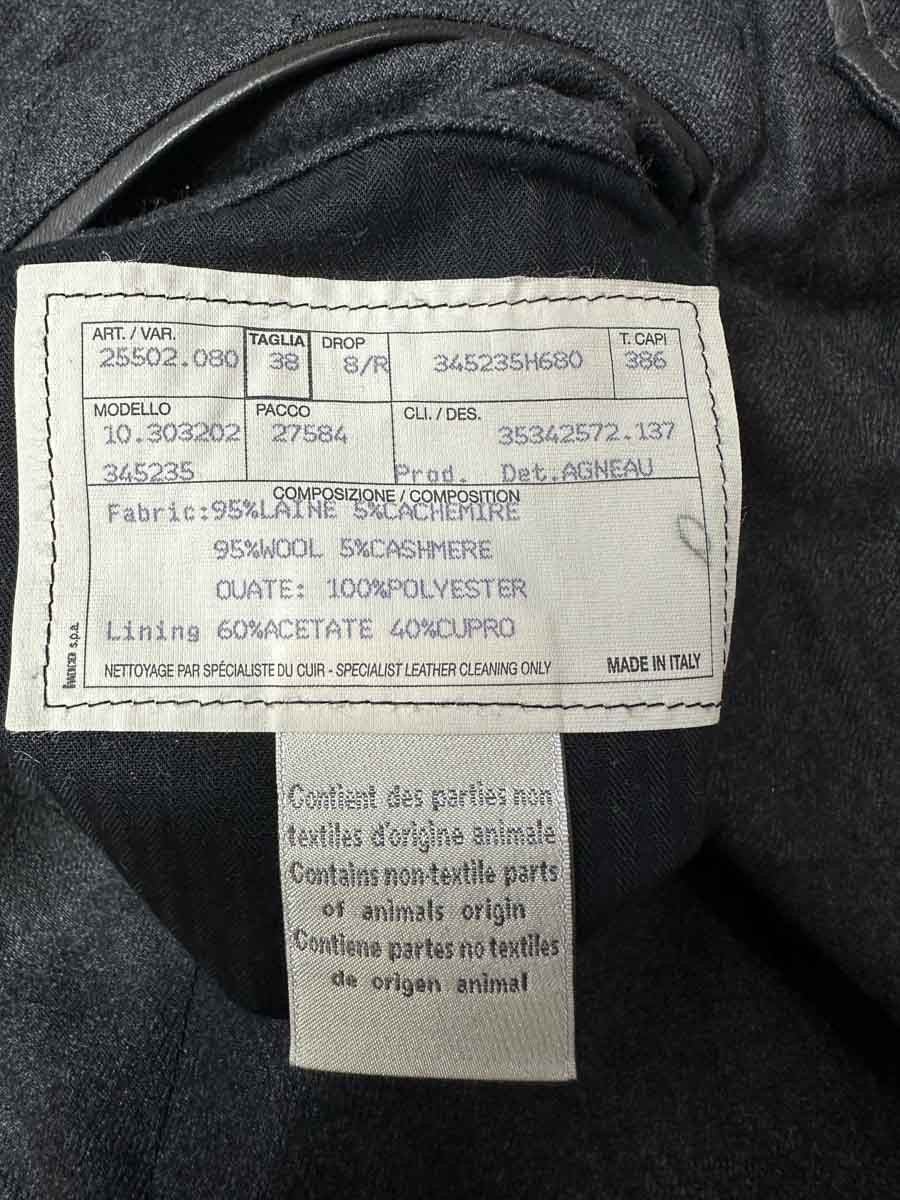 ART. / VAR. TAGLIA DROP T. CAPI
25502.080 38 8/R 345235H680 386
MODELLO PACCO CLI. / DES.
10.303202 27584 35342572.137
345235 Prod. Det.AGNEAU
COMPOSIZIONE / COMPOSITION
Fabric:95%LAINE 5%CACHEMIRE
95%WOOL 5%CASHMERE
OUATE: 100%POLYESTER
Lining 60%ACETATE 40%CUPRO
NETTOYAGE PAR SPÉCIALISTE DU CUIR - SPECIALIST LEATHER CLEANING ONLY MADE IN ITALY
s.p.a.
Contient des parties non
textiles d'origine animale
Contains non-textile parts
of animals origin
Contiene partes no textiles
de origen animal